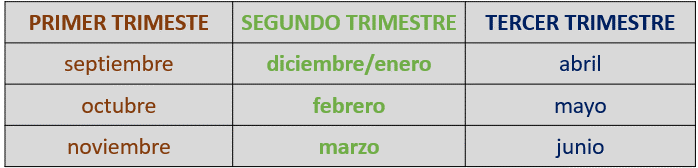 PRIMER TRIMESTE SEGUNDO TRIMESTRE TERCER TRIMESTRE
septiembre diciembre/enero abril
octubre febrero mayo
noviembre marzo junio